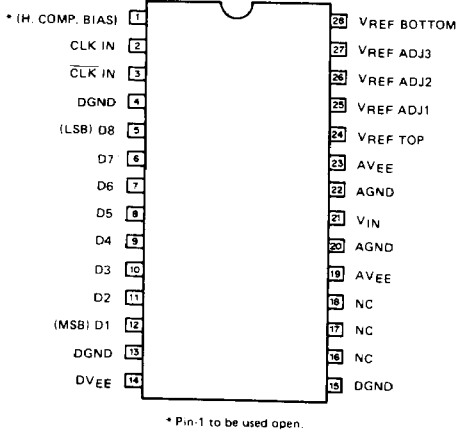 * (H. COMP. BIAS) 1
CLK IN 2
C̅L̅K̅ IN 3
DGND 4
(LSB) D8 5
D7 6
D6 7
D5 8
D4 9
D3 10
D2 11
(MSB) D1 12
DGND 13
DVEE 14
28 VREF BOTTOM
27 VREF ADJ3
26 VREF ADJ2
25 VREF ADJ1
24 VREF TOP
23 AVEE
22 AGND
21 VIN
20 AGND
19 AVEE
18 NC
17 NC
16 NC
15 DGND
* Pin-1 to be used open.